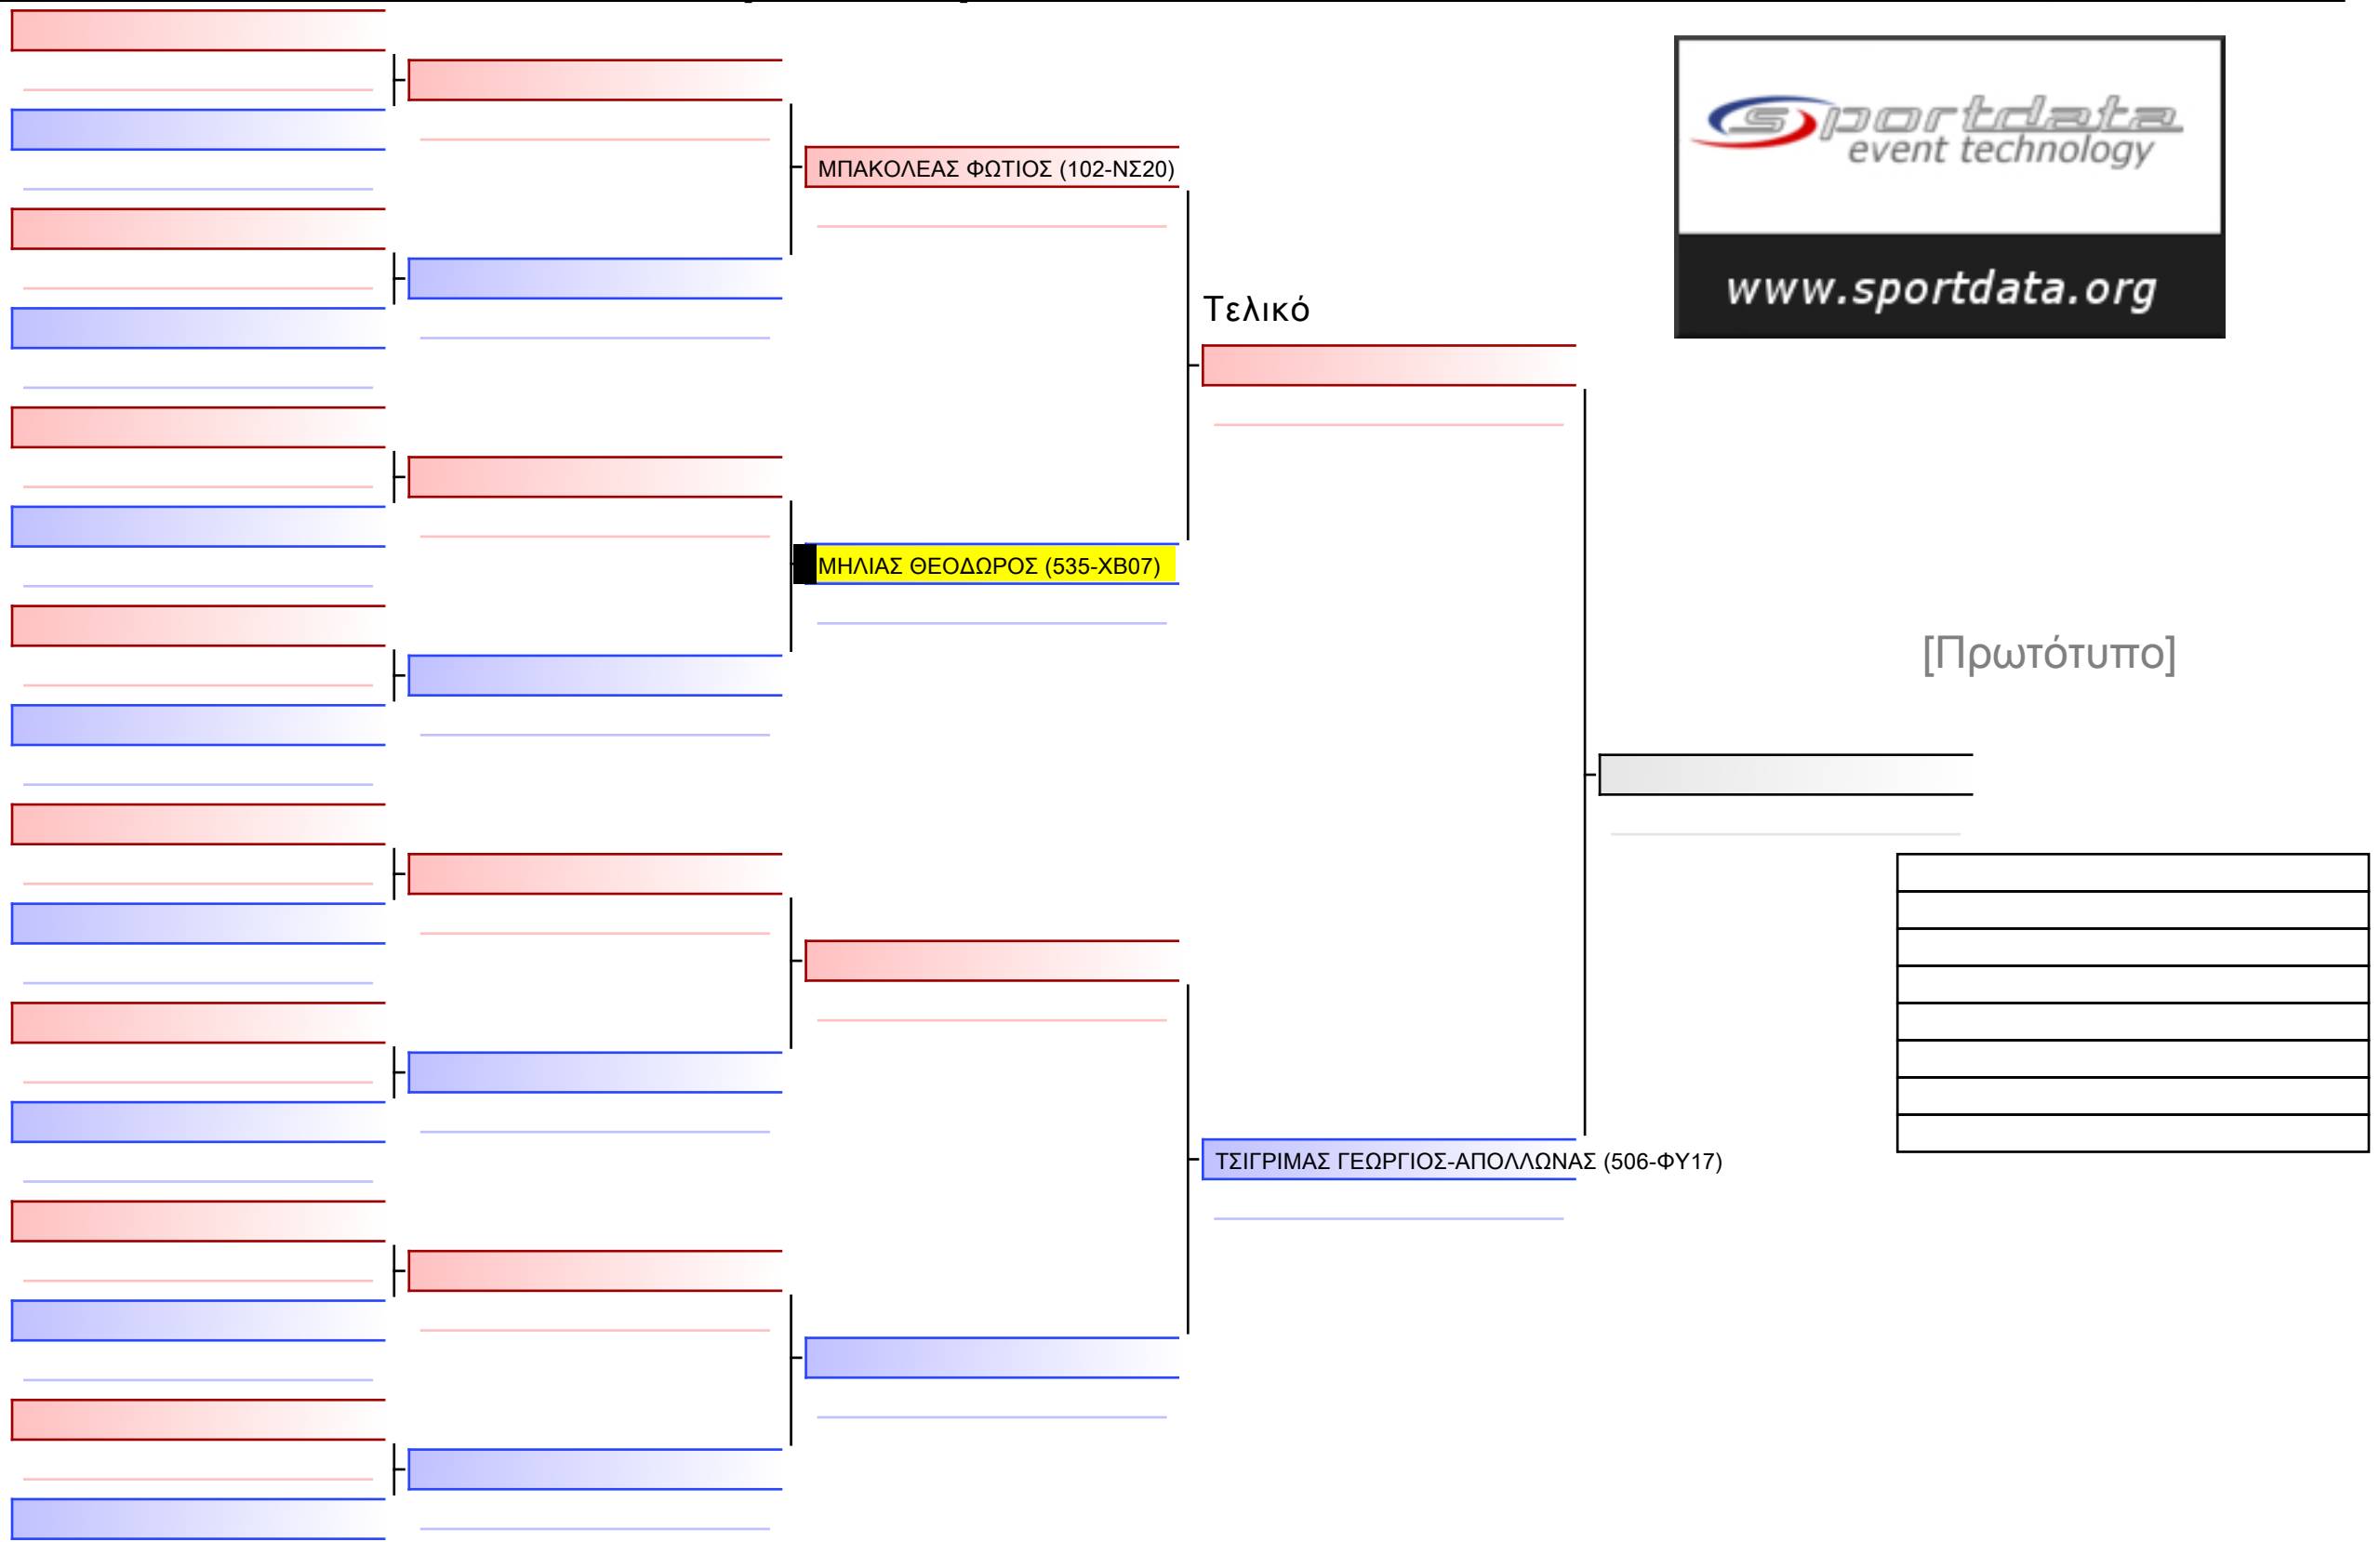 ΜΠΑΚΟΛΕΑΣ ΦΩΤΙΟΣ (102-ΝΣ20)
sportdata
event technology
www.sportdata.org
Τελικό
ΜΗΛΙΑΣ ΘΕΟΔΩΡΟΣ (535-ΧΒ07)
[Πρωτότυπο]
ΤΣΙΓΡΙΜΑΣ ΓΕΩΡΓΙΟΣ-ΑΠΟΛΛΩΝΑΣ (506-ΦΥ17)